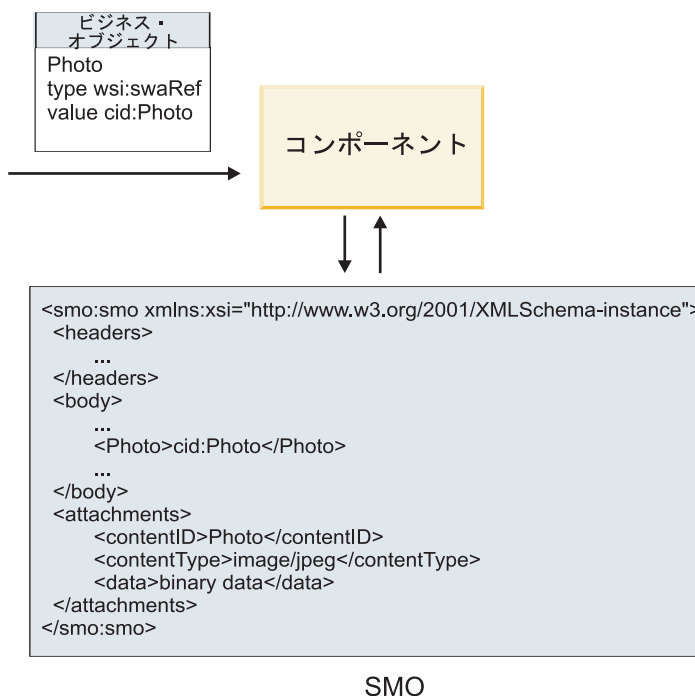 ビジネス・
オブジェクト
Photo
type wsi:swaRef
value cid:Photo
コンポーネント
<smo:smo xmlns:xsi="http://www.w3.org/2001/XMLSchema-instance">
<headers>
...
</headers>
<body>
...
<Photo>cid:Photo</Photo>
...
</body>
<attachments>
<contentID>Photo</contentID>
<contentType>image/jpeg</contentType>
<data>binary data</data>
</attachments>
</smo:smo>
SMO